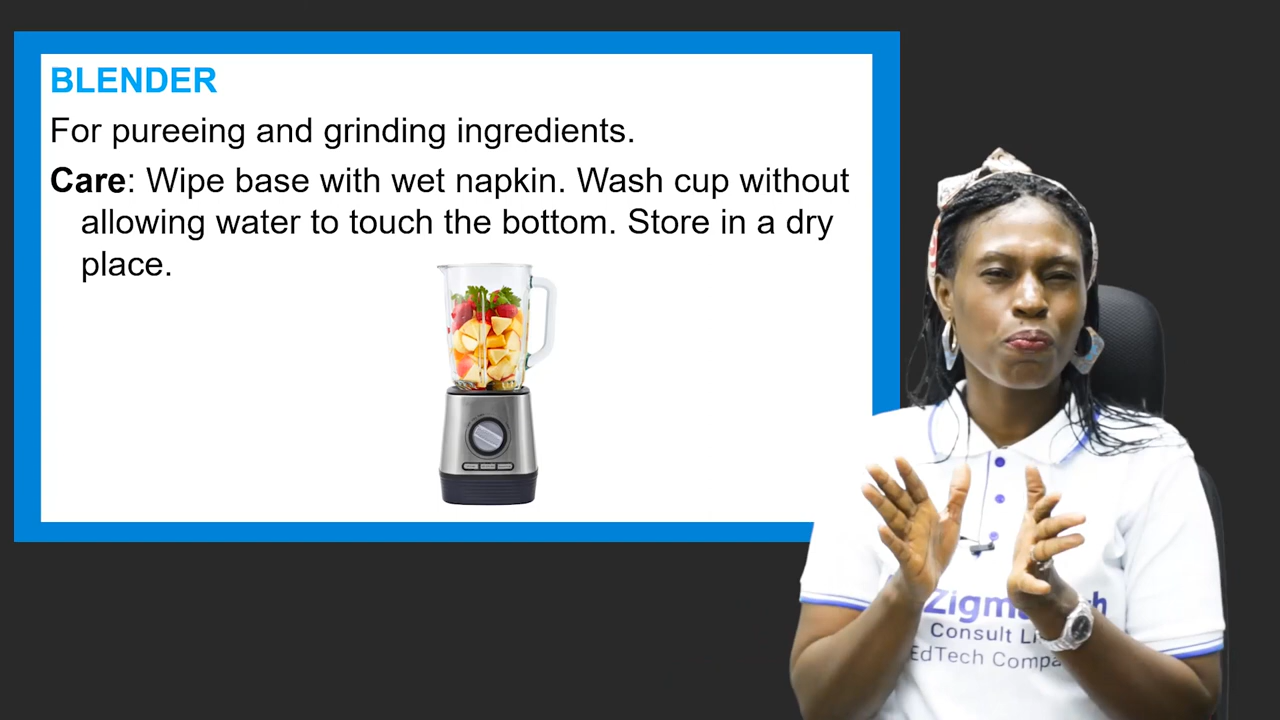 BLENDER
For pureeing and grinding ingredients.
Care: Wipe base with wet napkin. Wash cup without
allowing water to touch the bottom. Store in a dry
place.
Consult
EdTech